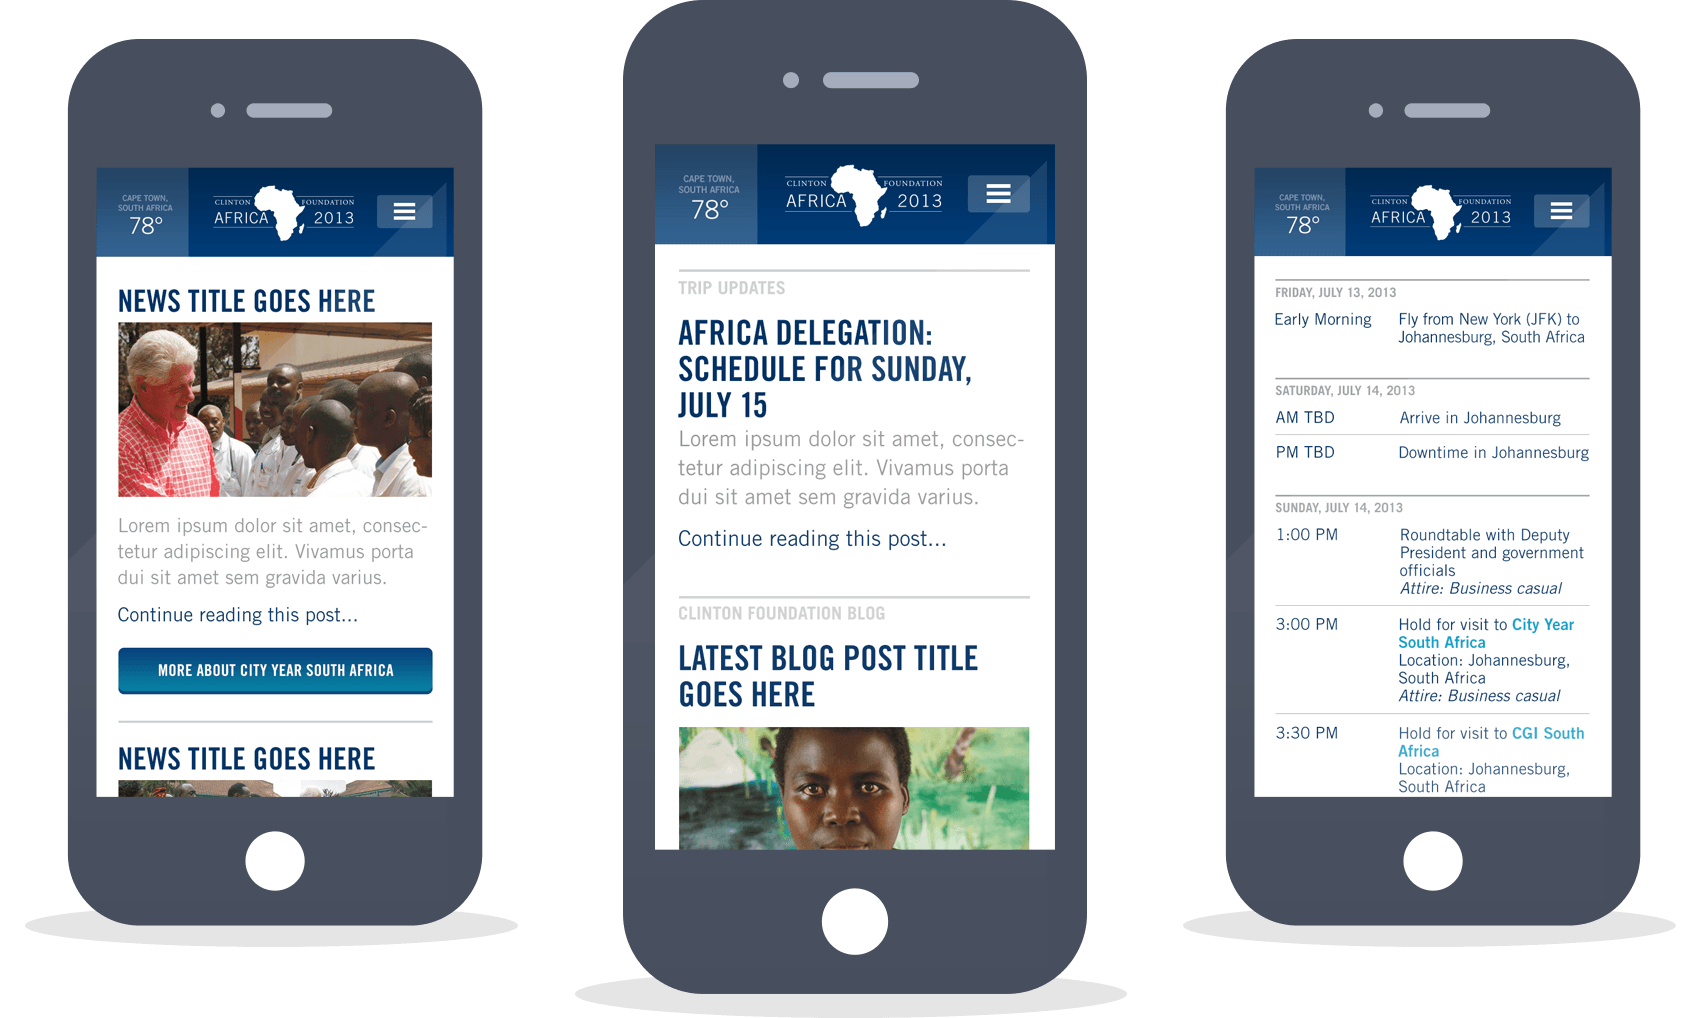 CAPE TOWN,
SOUTH AFRICA
78°
CLINTON FOUNDATION
AFRICA 2013
NEWS TITLE GOES HERE
Lorem ipsum dolor sit amet, consec-
tetur adipiscing elit. Vivamus porta
dui sit amet sem gravida varius.
Continue reading this post...
MORE ABOUT CITY YEAR SOUTH AFRICA
NEWS TITLE GOES HERE
CAPE TOWN,
SOUTH AFRICA
78°
CLINTON FOUNDATION
AFRICA 2013
TRIP UPDATES
AFRICA DELEGATION:
SCHEDULE FOR SUNDAY,
JULY 15
Lorem ipsum dolor sit amet, consec-
tetur adipiscing elit. Vivamus porta
dui sit amet sem gravida varius.
Continue reading this post...
CLINTON FOUNDATION BLOG
LATEST BLOG POST TITLE
GOES HERE
CAPE TOWN,
SOUTH AFRICA
78°
CLINTON FOUNDATION
AFRICA 2013
FRIDAY, JULY 13, 2013
Early Morning Fly from New York (JFK) to
Johannesburg, South Africa
SATURDAY, JULY 14, 2013
AM TBD Arrive in Johannesburg
PM TBD Downtime in Johannesburg
SUNDAY, JULY 14, 2013
1:00 PM Roundtable with Deputy
President and government
officials
Attire: Business casual
3:00 PM Hold for visit to City Year
South Africa
Location: Johannesburg,
South Africa
Attire: Business casual
3:30 PM Hold for visit to CGI South
Africa
Location: Johannesburg,
South Africa